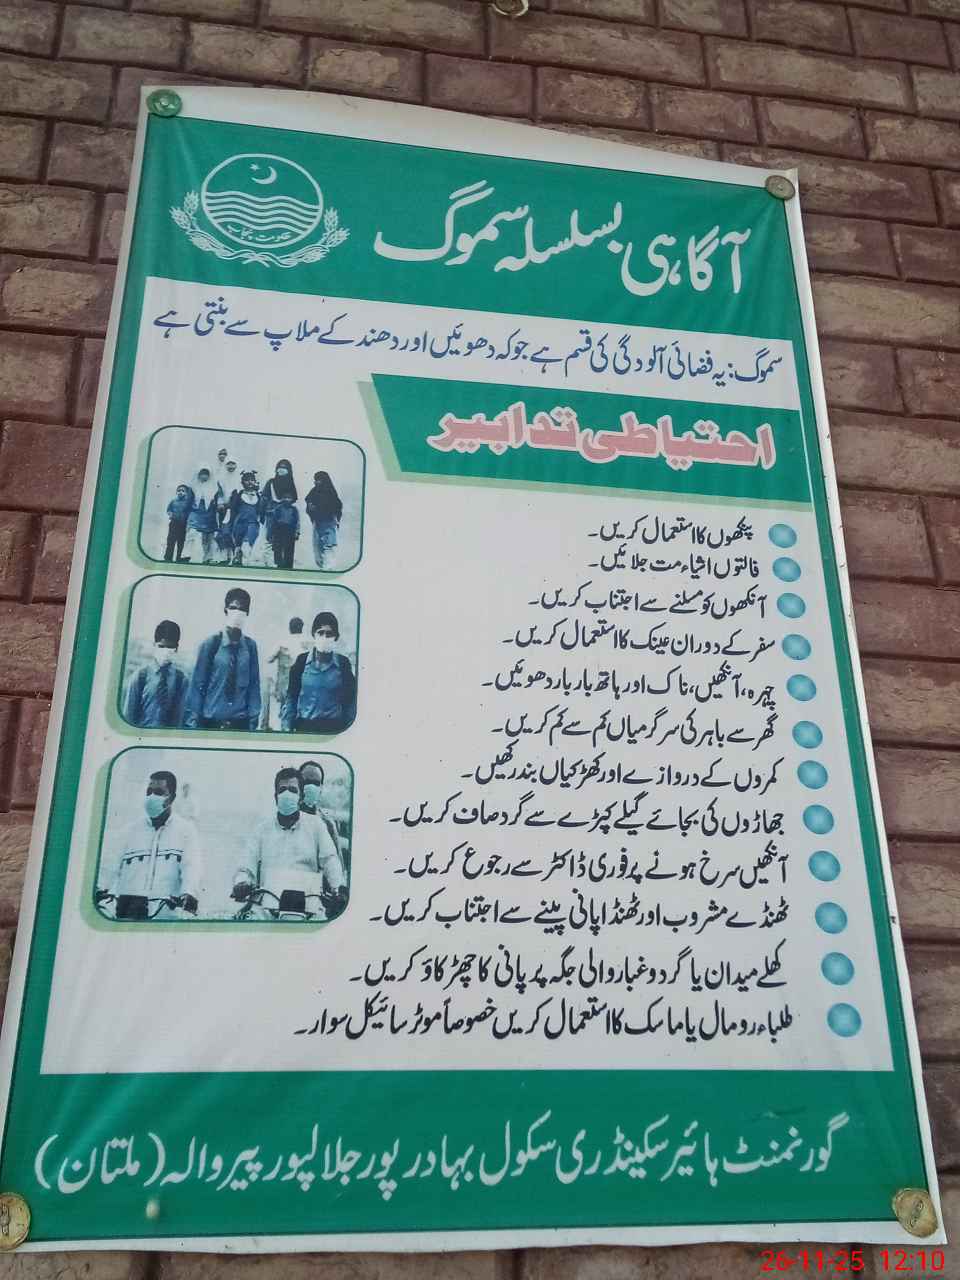 حکومت پنجاب
آگاہی بسلسلہ سموگ
سموگ: یہ فضائی آلودگی کی قسم ہے جو کہ دھوئیں اور دھند کے ملاپ سے بنتی ہے
احتیاطی تدابیر
پنکھوں کا استعمال کریں۔
فالتوں اشیاء مت جلائیں۔
آنکھوں کو مسلنے سے اجتناب کریں۔
سفر کے دوران عینک کا استعمال کریں۔
چہرہ، آنکھیں، ناک اور ہاتھ بار بار دھوئیں۔
گھر سے باہر کی سرگرمیاں کم سے کم کریں۔
کمروں کے دروازے اور کھڑکیاں بند رکھیں۔
جھاڑوں کی بجائے گیلے کپڑے سے گرد صاف کریں۔
آنکھیں سرخ ہونے پر فوری ڈاکٹر سے رجوع کریں۔
ٹھنڈے مشروب اور ٹھنڈا پانی پینے سے اجتناب کریں۔
کھلے میدان یا گرد و غبار والی جگہ پر پانی کا چھڑکاؤ کریں۔
طلباء رومال یا ماسک کا استعمال کریں خصوصاً موٹر سائیکل سوار۔
گورنمنٹ ہائیر سکینڈری سکول بہادر پور جلالپور پیروالہ (ملتان)
26-11-25 12:10